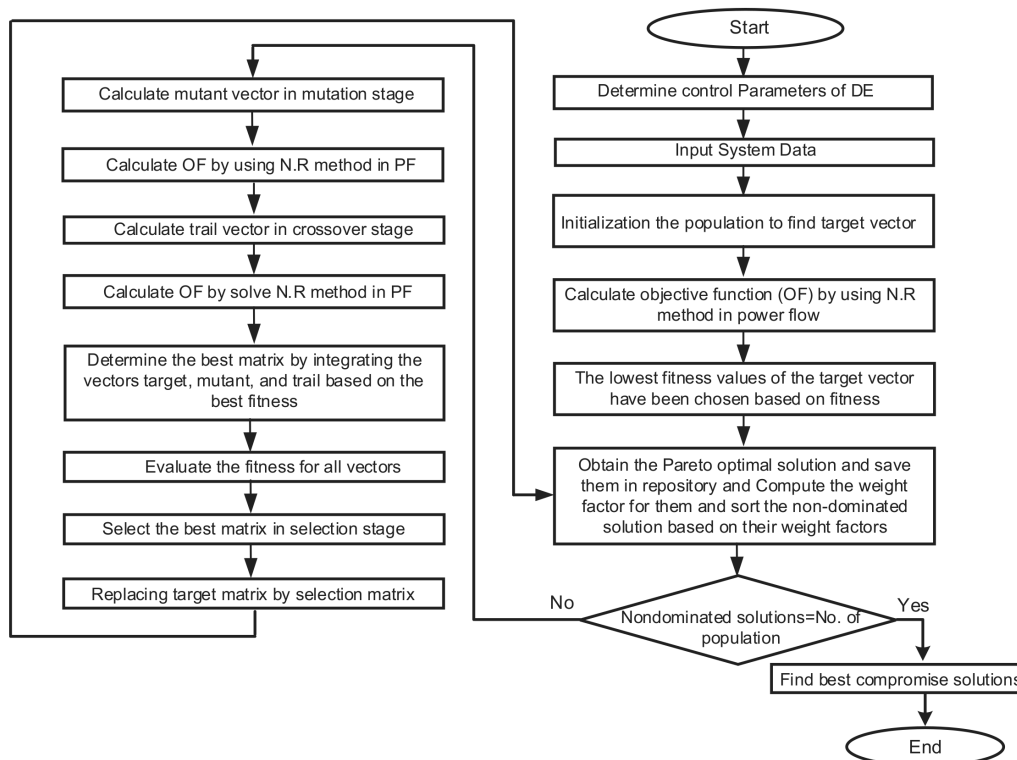 Start
Determine control Parameters of DE
Input System Data
Initialization the population to find target vector
Calculate objective function (OF) by using N.R
method in power flow
The lowest fitness values of the target vector
have been chosen based on fitness
Obtain the Pareto optimal solution and save
them in repository and Compute the weight
factor for them and sort the non-dominated
solution based on their weight factors
Nondominated solutions=No. of
population
No
Yes
Calculate mutant vector in mutation stage
Calculate OF by using N.R method in PF
Calculate trail vector in crossover stage
Calculate OF by solve N.R method in PF
Determine the best matrix by integrating the
vectors target, mutant, and trail based on the
best fitness
Evaluate the fitness for all vectors
Select the best matrix in selection stage
Replacing target matrix by selection matrix
Find best compromise solutions
End